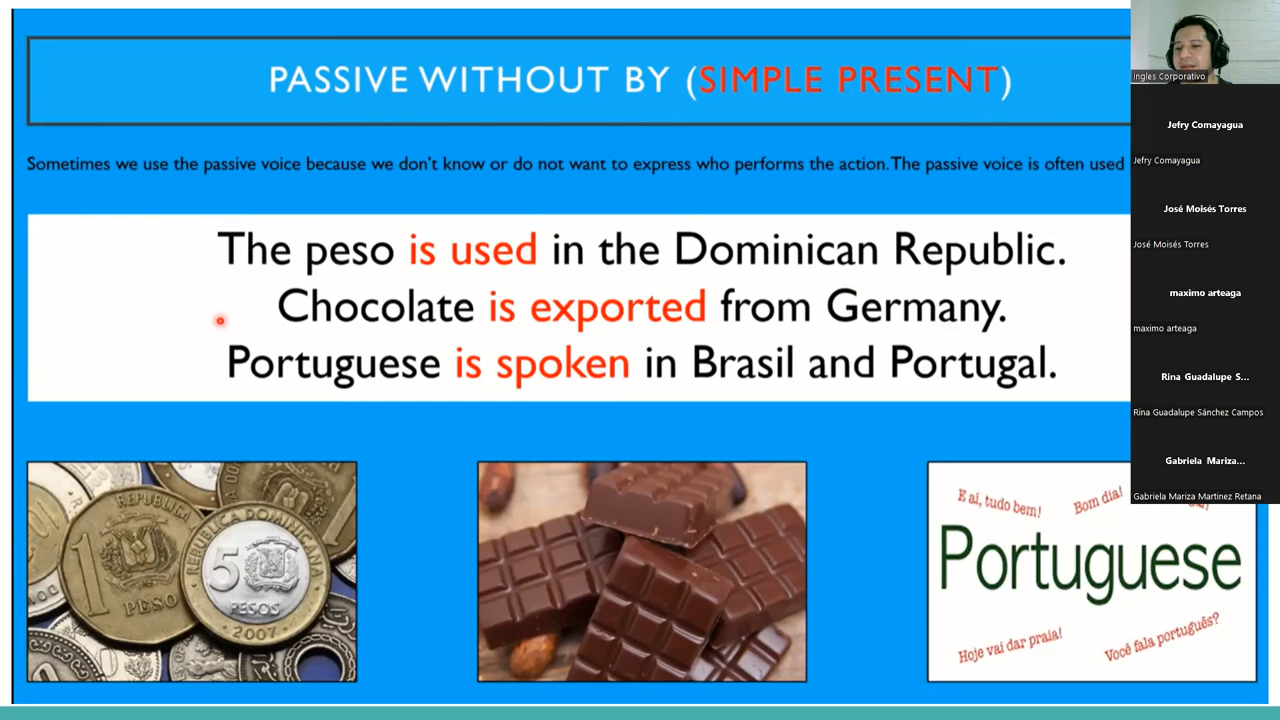 PASSIVE WITHOUT BY (SIMPLE PRESENT)
Sometimes we use the passive voice because we don't know or do not want to express who performs the action. The passive voice is often used
The peso is used in the Dominican Republic.
Chocolate is exported from Germany.
Portuguese is spoken in Brasil and Portugal.
REPUBLICA
1
PESO
REPUBLICA DOMINICANA
5
PESOS
2007
E aí, tudo bem!
Bom dia!
Portuguese
Hoje vai dar praia!
Você fala português?
Ingles Corporativo
Jefry Comayagua
Jefry Comayagua
José Moisés Torres
José Moisés Torres
maximo arteaga
maximo arteaga
Rina Guadalupe S...
Rina Guadalupe Sánchez Campos
Gabriela Mariza...
Gabriela Mariza Martinez Retana